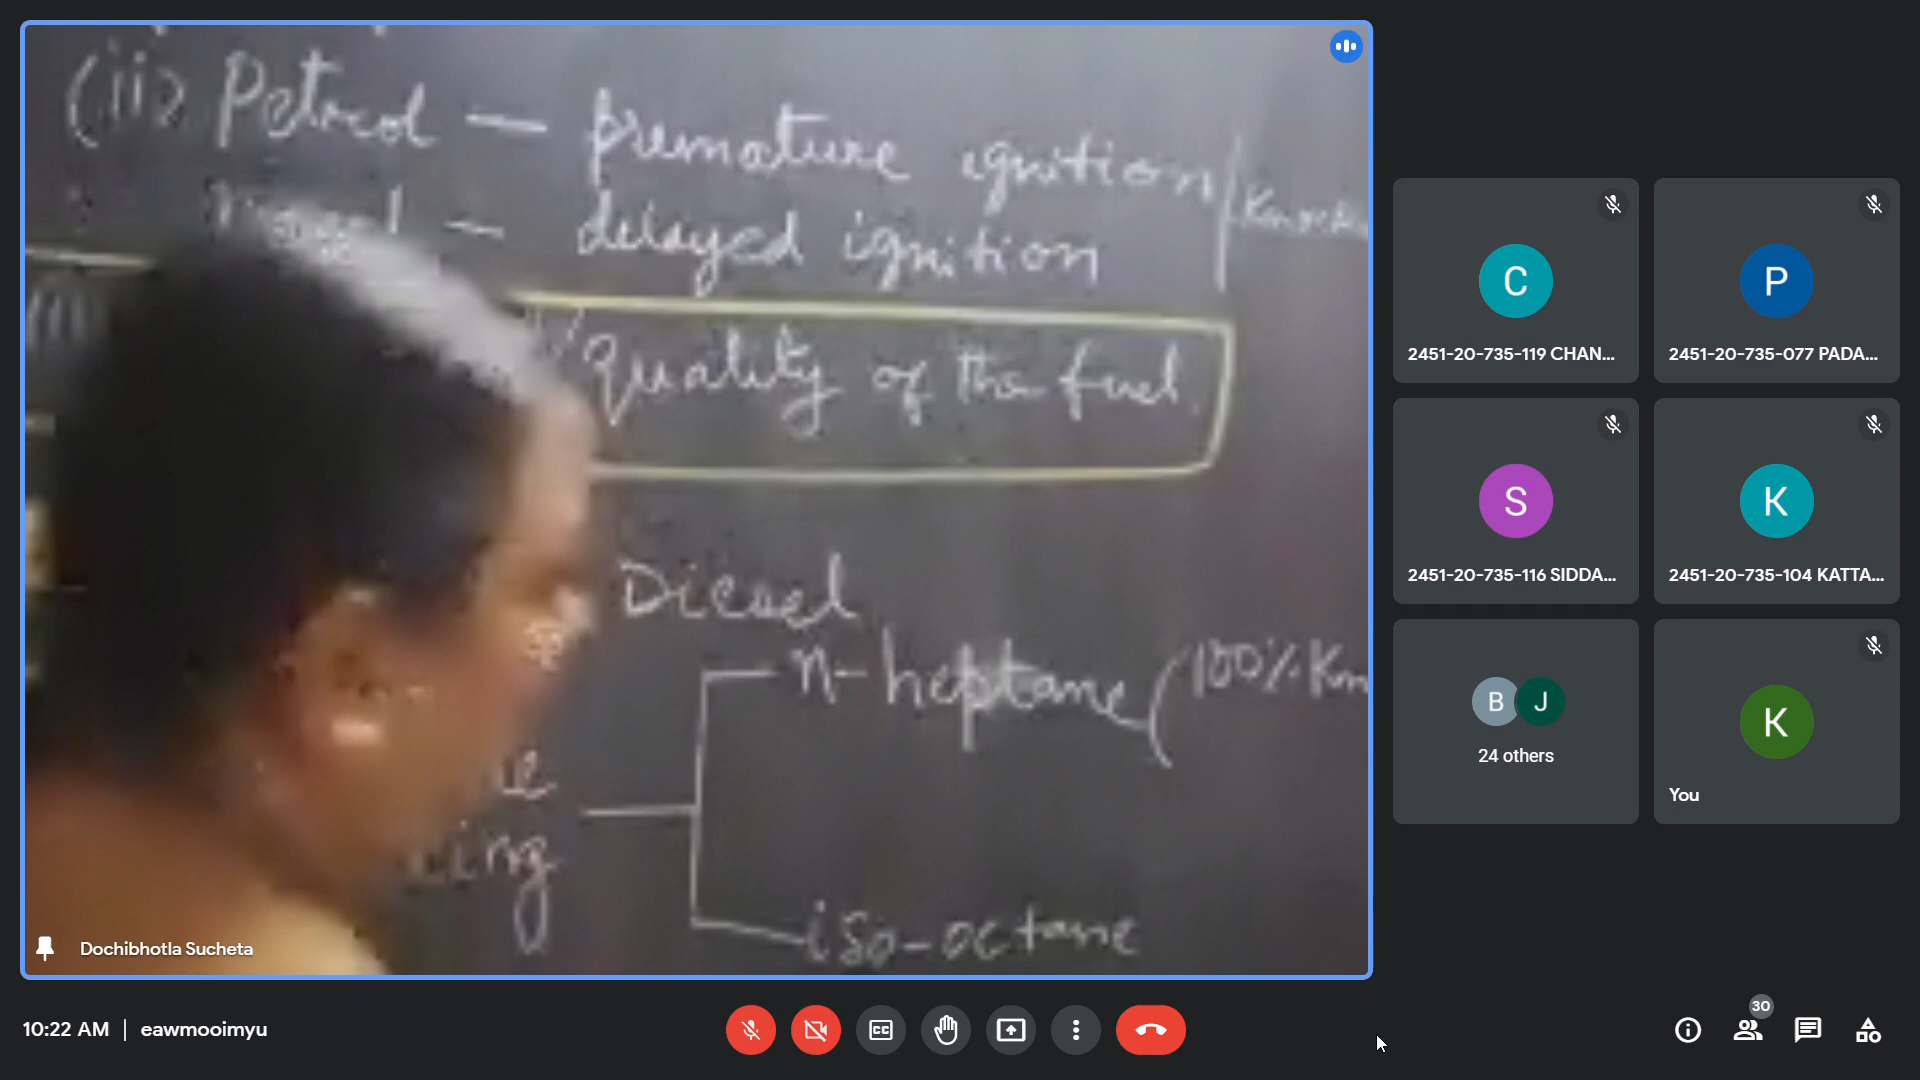 (ii) Petrol — premature ignition
— delayed ignition
quality of the fuel
Diesel
n-heptane (100%
iso-octane
Dochibhotla Sucheta
C
P
2451-20-735-119 CHAN...
2451-20-735-077 PADA...
S
K
2451-20-735-116 SIDDA...
2451-20-735-104 KATTA...
B
J
24 others
K
You
10:22 AM | eawmooimyu
CC
30